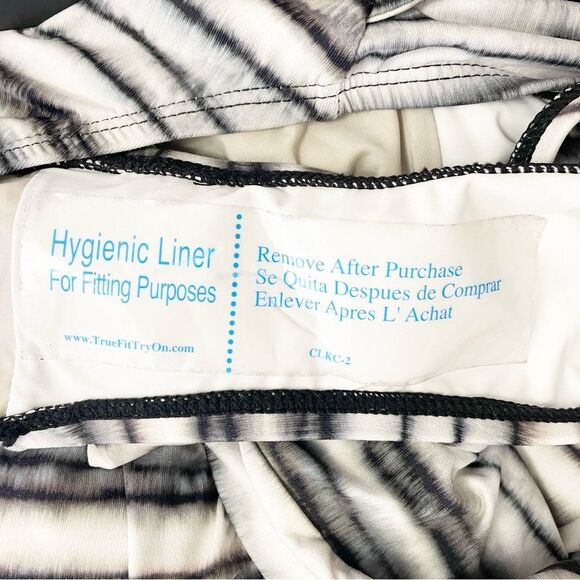 Hygienic Liner
For Fitting Purposes
www.TrueFitTryOn.com
Remove After Purchase
Se Quita Despues de Comprar
Enlever Apres L' Achat
CLKC-2